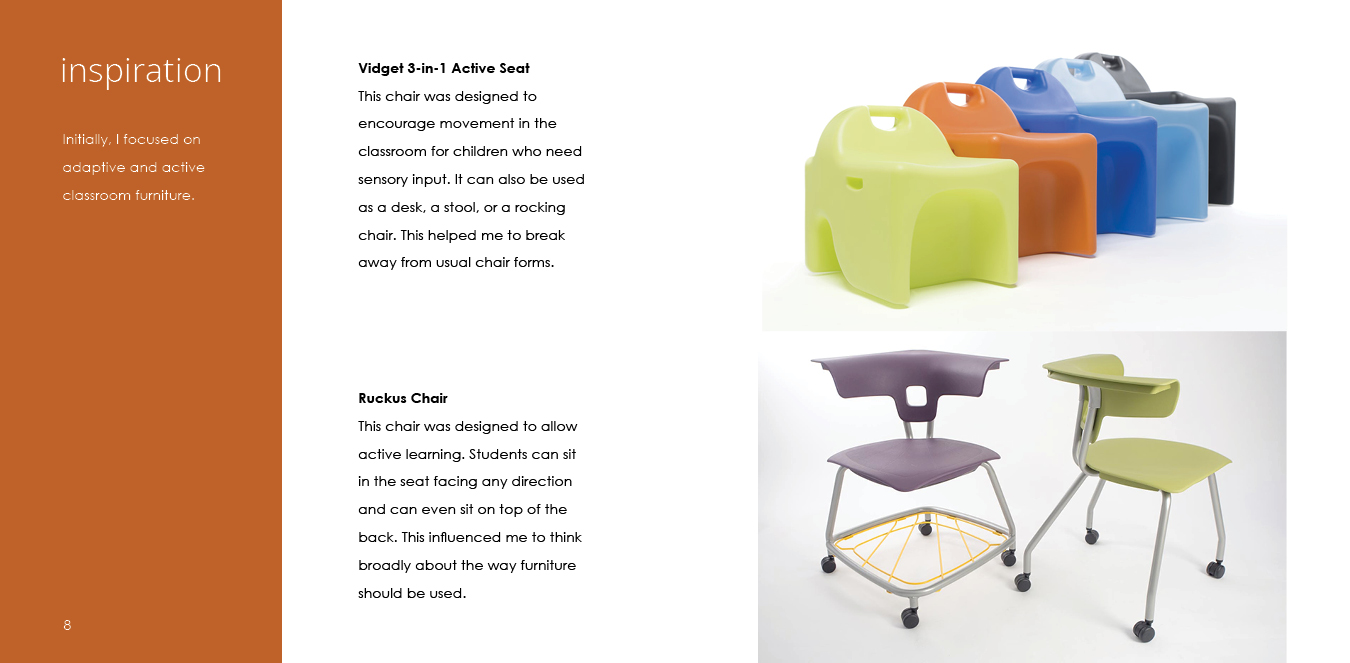 inspiration
Initially, I focused on
adaptive and active
classroom furniture.
8
Vidget 3-in-1 Active Seat
This chair was designed to
encourage movement in the
classroom for children who need
sensory input. It can also be used
as a desk, a stool, or a rocking
chair. This helped me to break
away from usual chair forms.
Ruckus Chair
This chair was designed to allow
active learning. Students can sit
in the seat facing any direction
and can even sit on top of the
back. This influenced me to think
broadly about the way furniture
should be used.